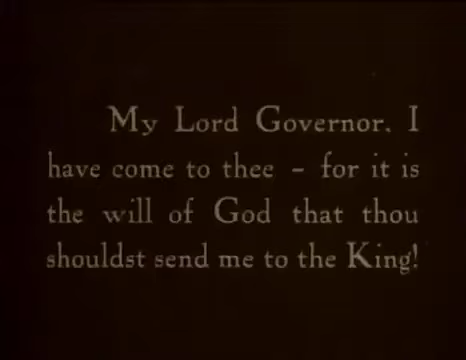 My Lord Governor, I
have come to thee - for it is
the will of God that thou
shouldst send me to the King!